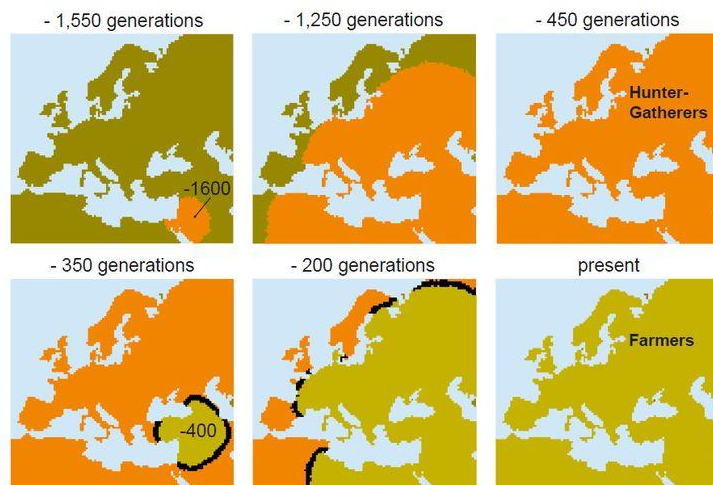 - 1,550 generations
- 1,250 generations
- 450 generations
-1600
Hunter-
Gatherers
- 350 generations
- 200 generations
present
-400
Farmers